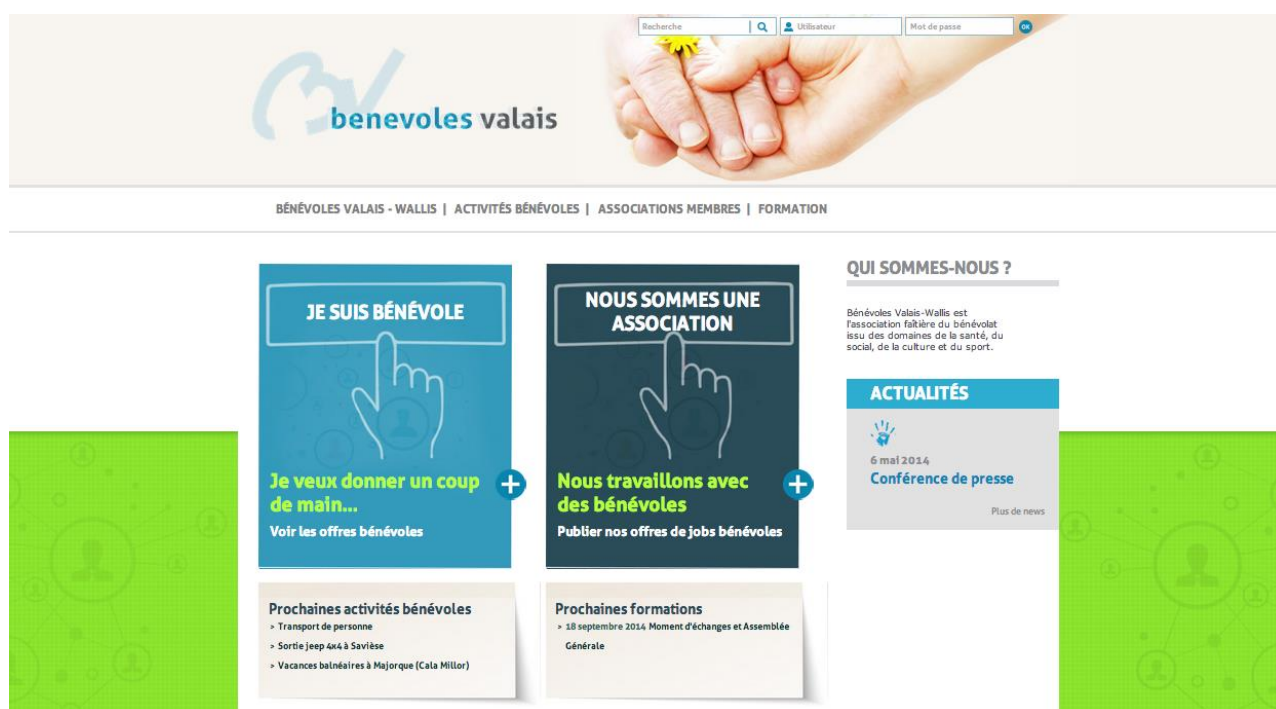 Recherche
Utilisateur
Mot de passe
OK
benevoles valais
BÉNÉVOLES VALAIS - WALLIS | ACTIVITÉS BÉNÉVOLES | ASSOCIATIONS MEMBRES | FORMATION
JE SUIS BÉNÉVOLE
Je veux donner un coup
de main...
Voir les offres bénévoles
NOUS SOMMES UNE
ASSOCIATION
Nous travaillons avec
des bénévoles
Publier nos offres de jobs bénévoles
QUI SOMMES-NOUS ?
Bénévoles Valais-Wallis est
l'association faîtière du bénévolat
issu des domaines de la santé, du
social, de la culture et du sport.
ACTUALITÉS
6 mai 2014
Conférence de presse
Plus de news
Prochaines activités bénévoles
> Transport de personne
> Sortie jeep 4x4 à Savièse
> Vacances balnéaires à Majorque (Cala Millor)
Prochaines formations
> 18 septembre 2014 Moment d'échanges et Assemblée
Générale